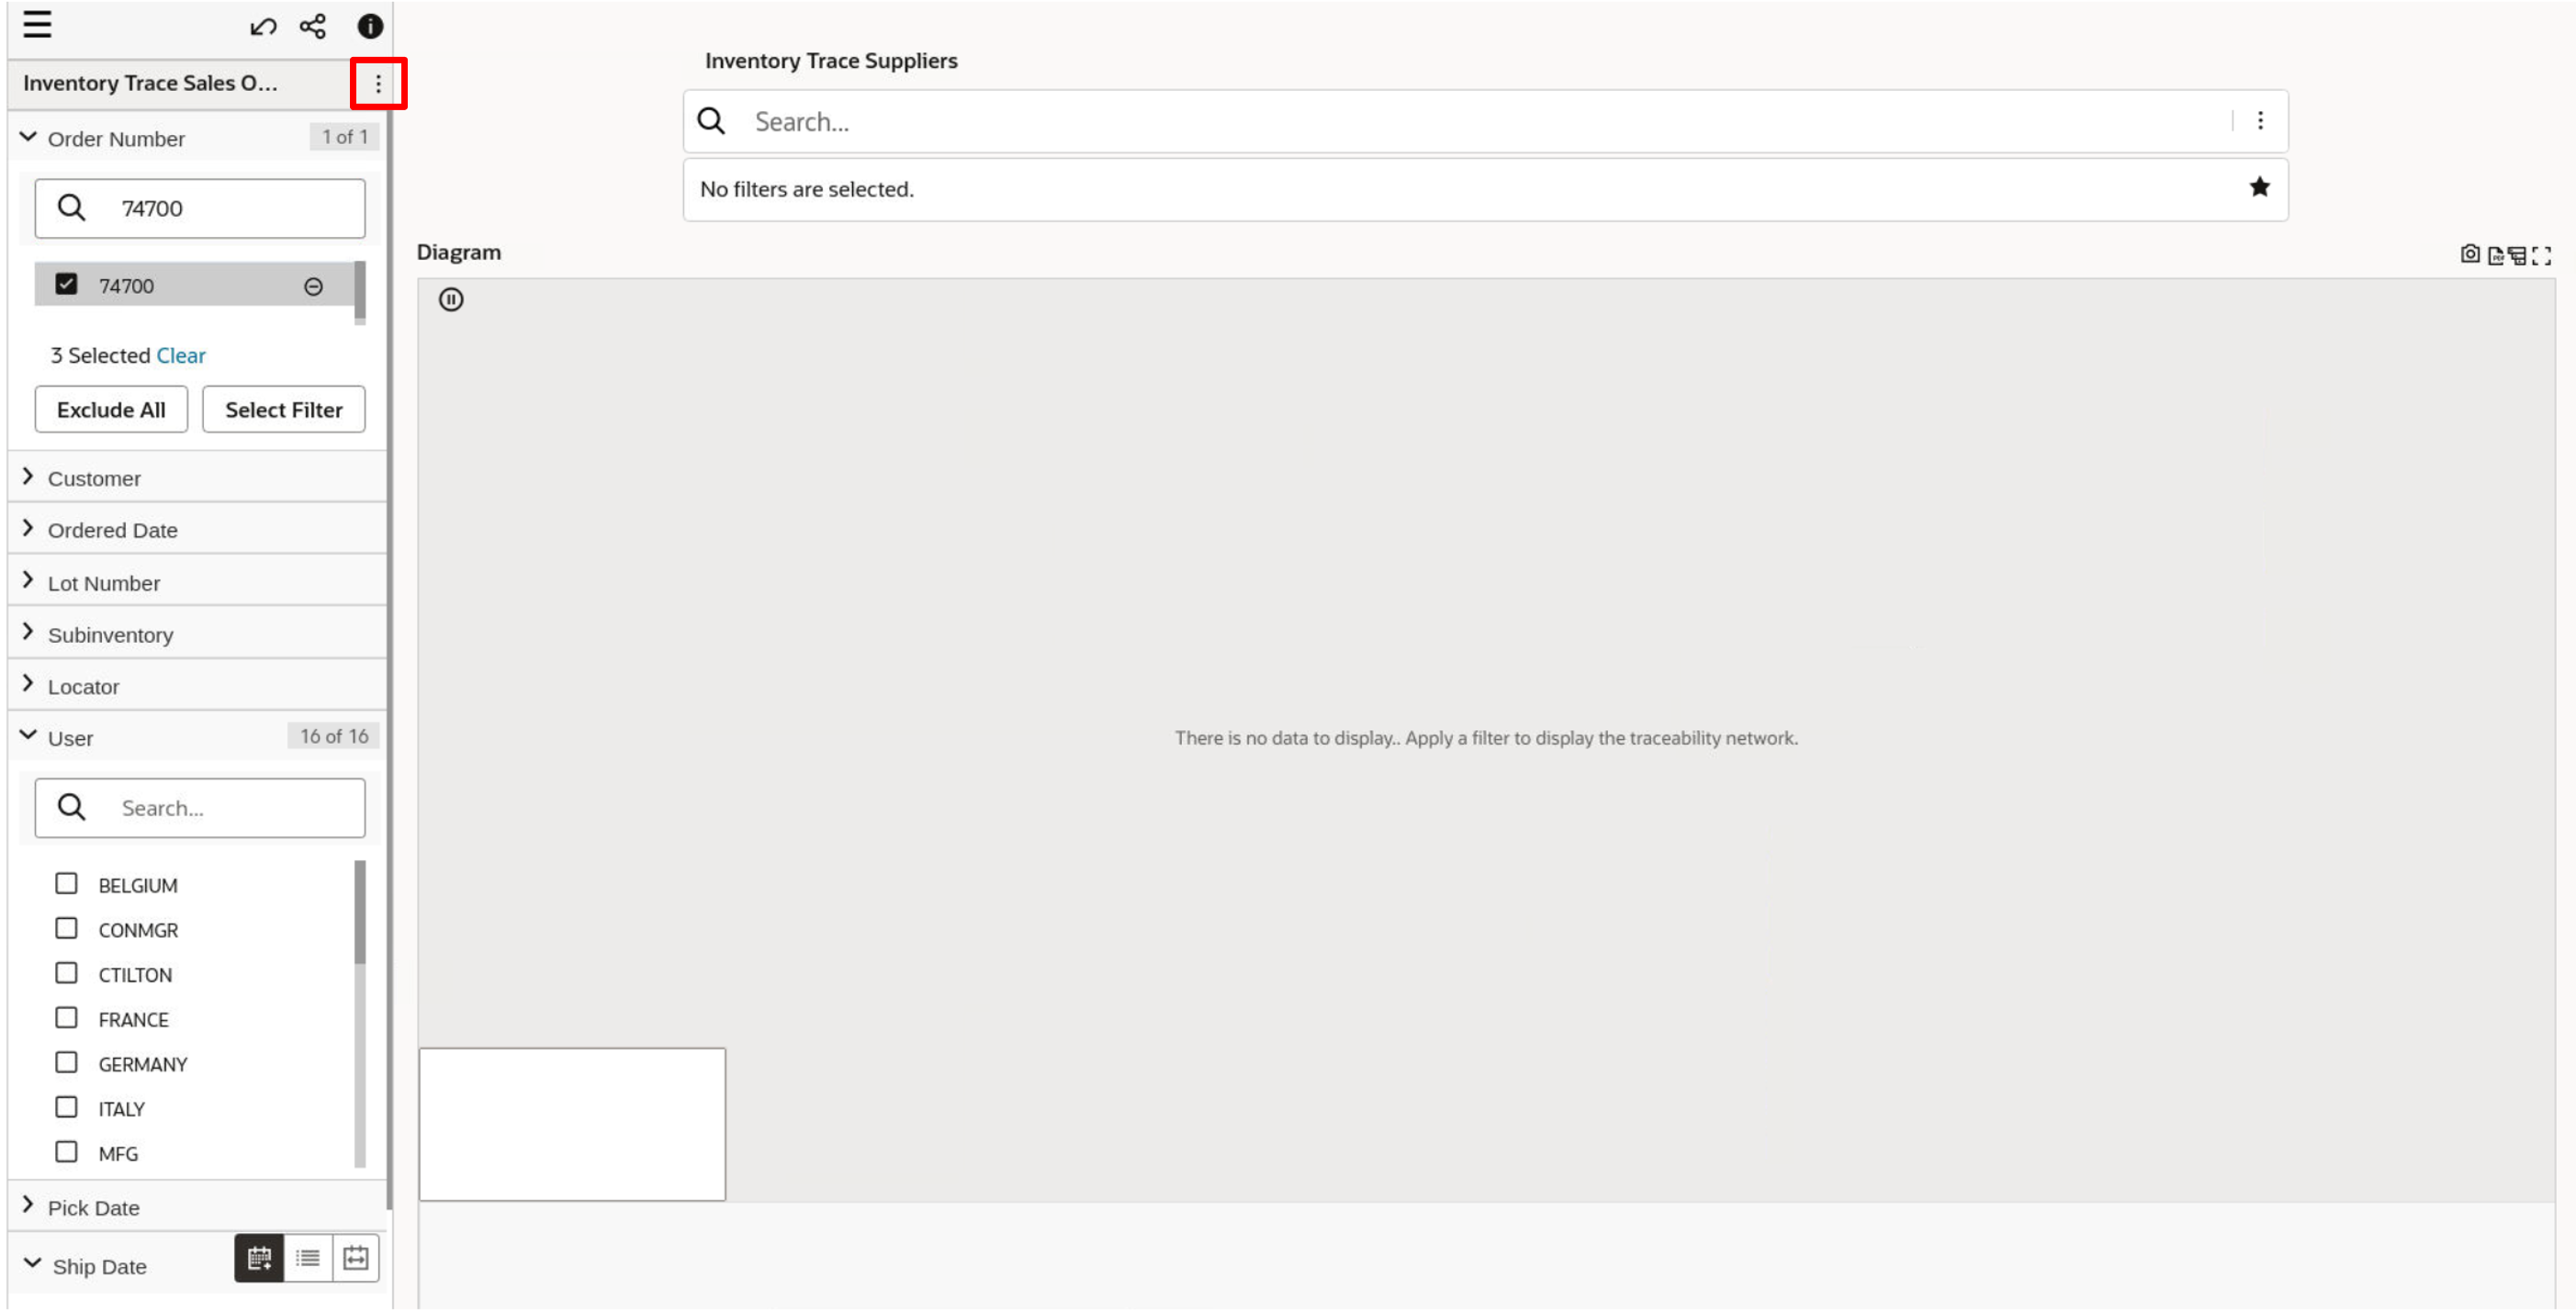 Inventory Trace Sales O...
Order Number 1 of 1
74700
74700
3 Selected Clear
Exclude All Select Filter
Customer
Ordered Date
Lot Number
Subinventory
Locator
User 16 of 16
Search...
BELGIUM
CONMGR
CTILTON
FRANCE
GERMANY
ITALY
MFG
Pick Date
Ship Date
Inventory Trace Suppliers
Search...
No filters are selected.
Diagram
There is no data to display.. Apply a filter to display the traceability network.